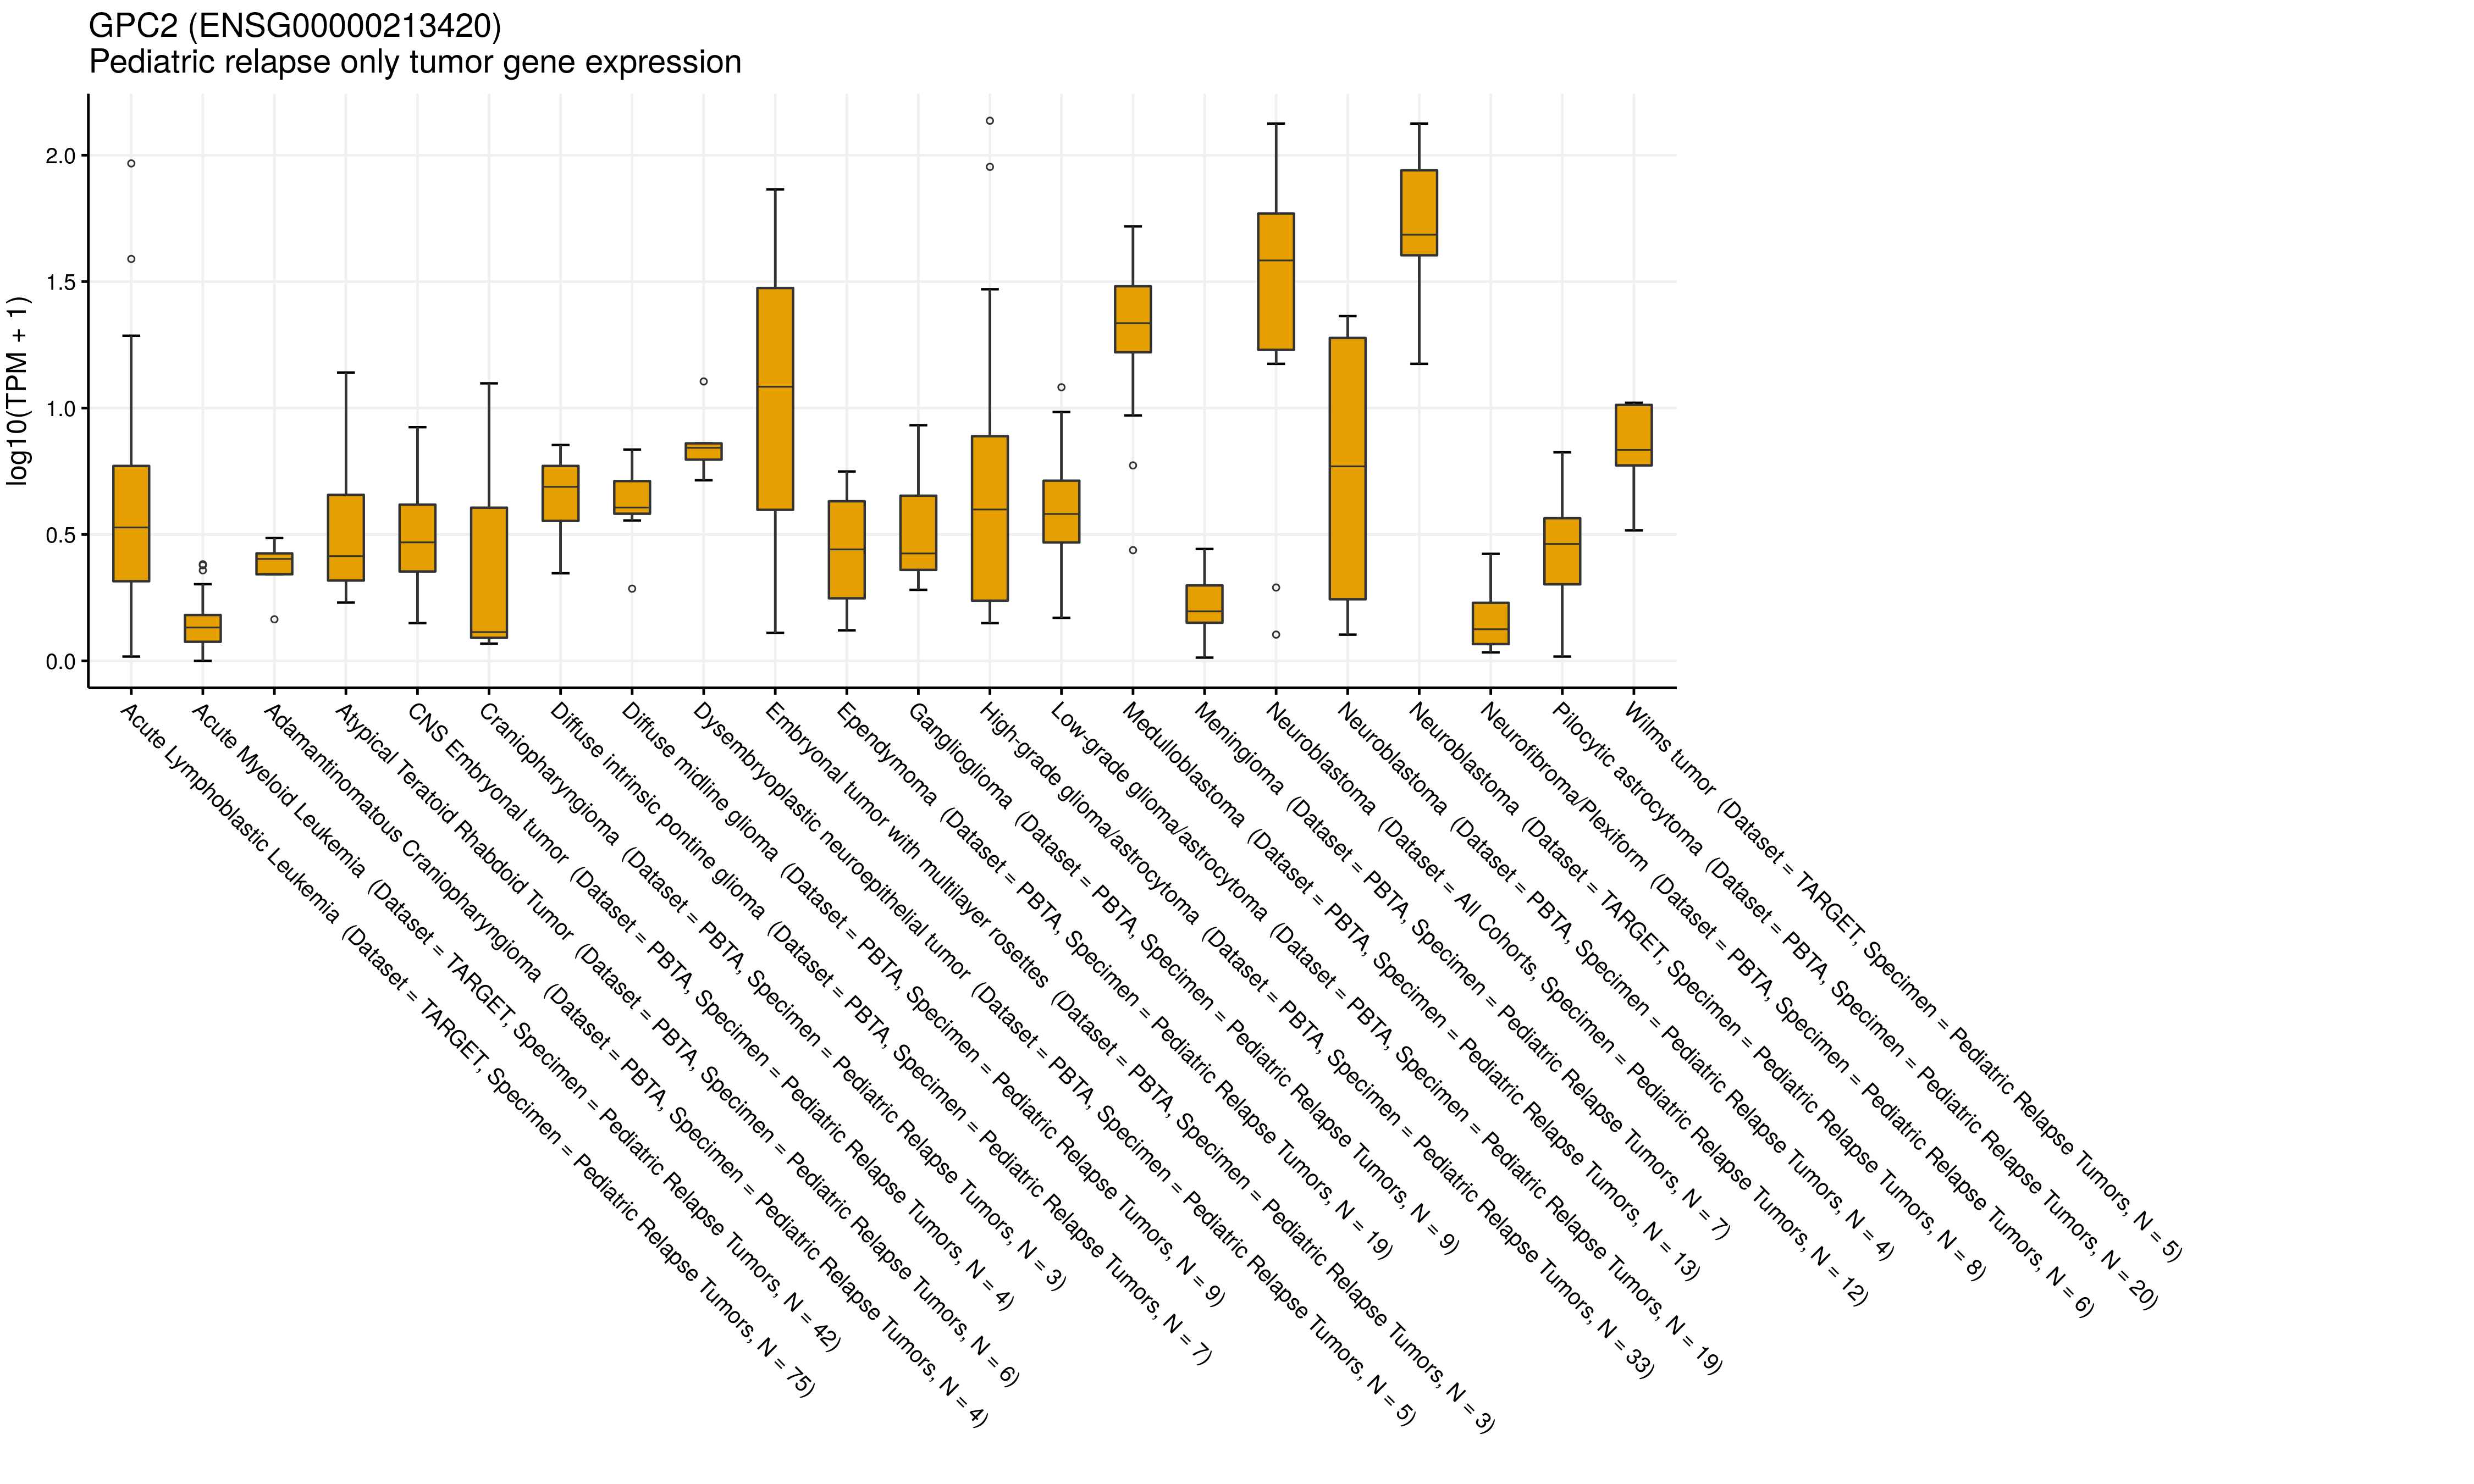 GPC2 (ENSG00000213420)
Pediatric relapse only tumor gene expression
log10(TPM + 1)
2.0
1.5
1.0
0.5
0.0
Acute Lymphoblastic Leukemia (Dataset = TARGET, Specimen = Pediatric Relapse Tumors, N = 75)
Acute Myeloid Leukemia (Dataset = TARGET, Specimen = Pediatric Relapse Tumors, N = 42)
Adamantinomatous Craniopharyngioma (Dataset = PBTA, Specimen = Pediatric Relapse Tumors, N = 4)
Atypical Teratoid Rhabdoid Tumor (Dataset = PBTA, Specimen = Pediatric Relapse Tumors, N = 6)
CNS Embryonal tumor (Dataset = PBTA, Specimen = Pediatric Relapse Tumors, N = 4)
Craniopharyngioma (Dataset = PBTA, Specimen = Pediatric Relapse Tumors, N = 3)
Diffuse intrinsic pontine glioma (Dataset = PBTA, Specimen = Pediatric Relapse Tumors, N = 7)
Diffuse midline glioma (Dataset = PBTA, Specimen = Pediatric Relapse Tumors, N = 9)
Dysembryoplastic neuroepithelial tumor (Dataset = PBTA, Specimen = Pediatric Relapse Tumors, N = 5)
Embryonal tumor with multilayer rosettes (Dataset = PBTA, Specimen = Pediatric Relapse Tumors, N = 3)
Ependymoma (Dataset = PBTA, Specimen = Pediatric Relapse Tumors, N = 19)
Ganglioglioma (Dataset = PBTA, Specimen = Pediatric Relapse Tumors, N = 9)
High-grade glioma/astrocytoma (Dataset = PBTA, Specimen = Pediatric Relapse Tumors, N = 33)
Low-grade glioma/astrocytoma (Dataset = PBTA, Specimen = Pediatric Relapse Tumors, N = 19)
Medulloblastoma (Dataset = PBTA, Specimen = Pediatric Relapse Tumors, N = 13)
Meningioma (Dataset = PBTA, Specimen = Pediatric Relapse Tumors, N = 7)
Neuroblastoma (Dataset = All Cohorts, Specimen = Pediatric Relapse Tumors, N = 12)
Neuroblastoma (Dataset = PBTA, Specimen = Pediatric Relapse Tumors, N = 4)
Neuroblastoma (Dataset = TARGET, Specimen = Pediatric Relapse Tumors, N = 8)
Neurofibroma/Plexiform (Dataset = PBTA, Specimen = Pediatric Relapse Tumors, N = 6)
Pilocytic astrocytoma (Dataset = PBTA, Specimen = Pediatric Relapse Tumors, N = 20)
Wilms tumor (Dataset = TARGET, Specimen = Pediatric Relapse Tumors, N = 5)